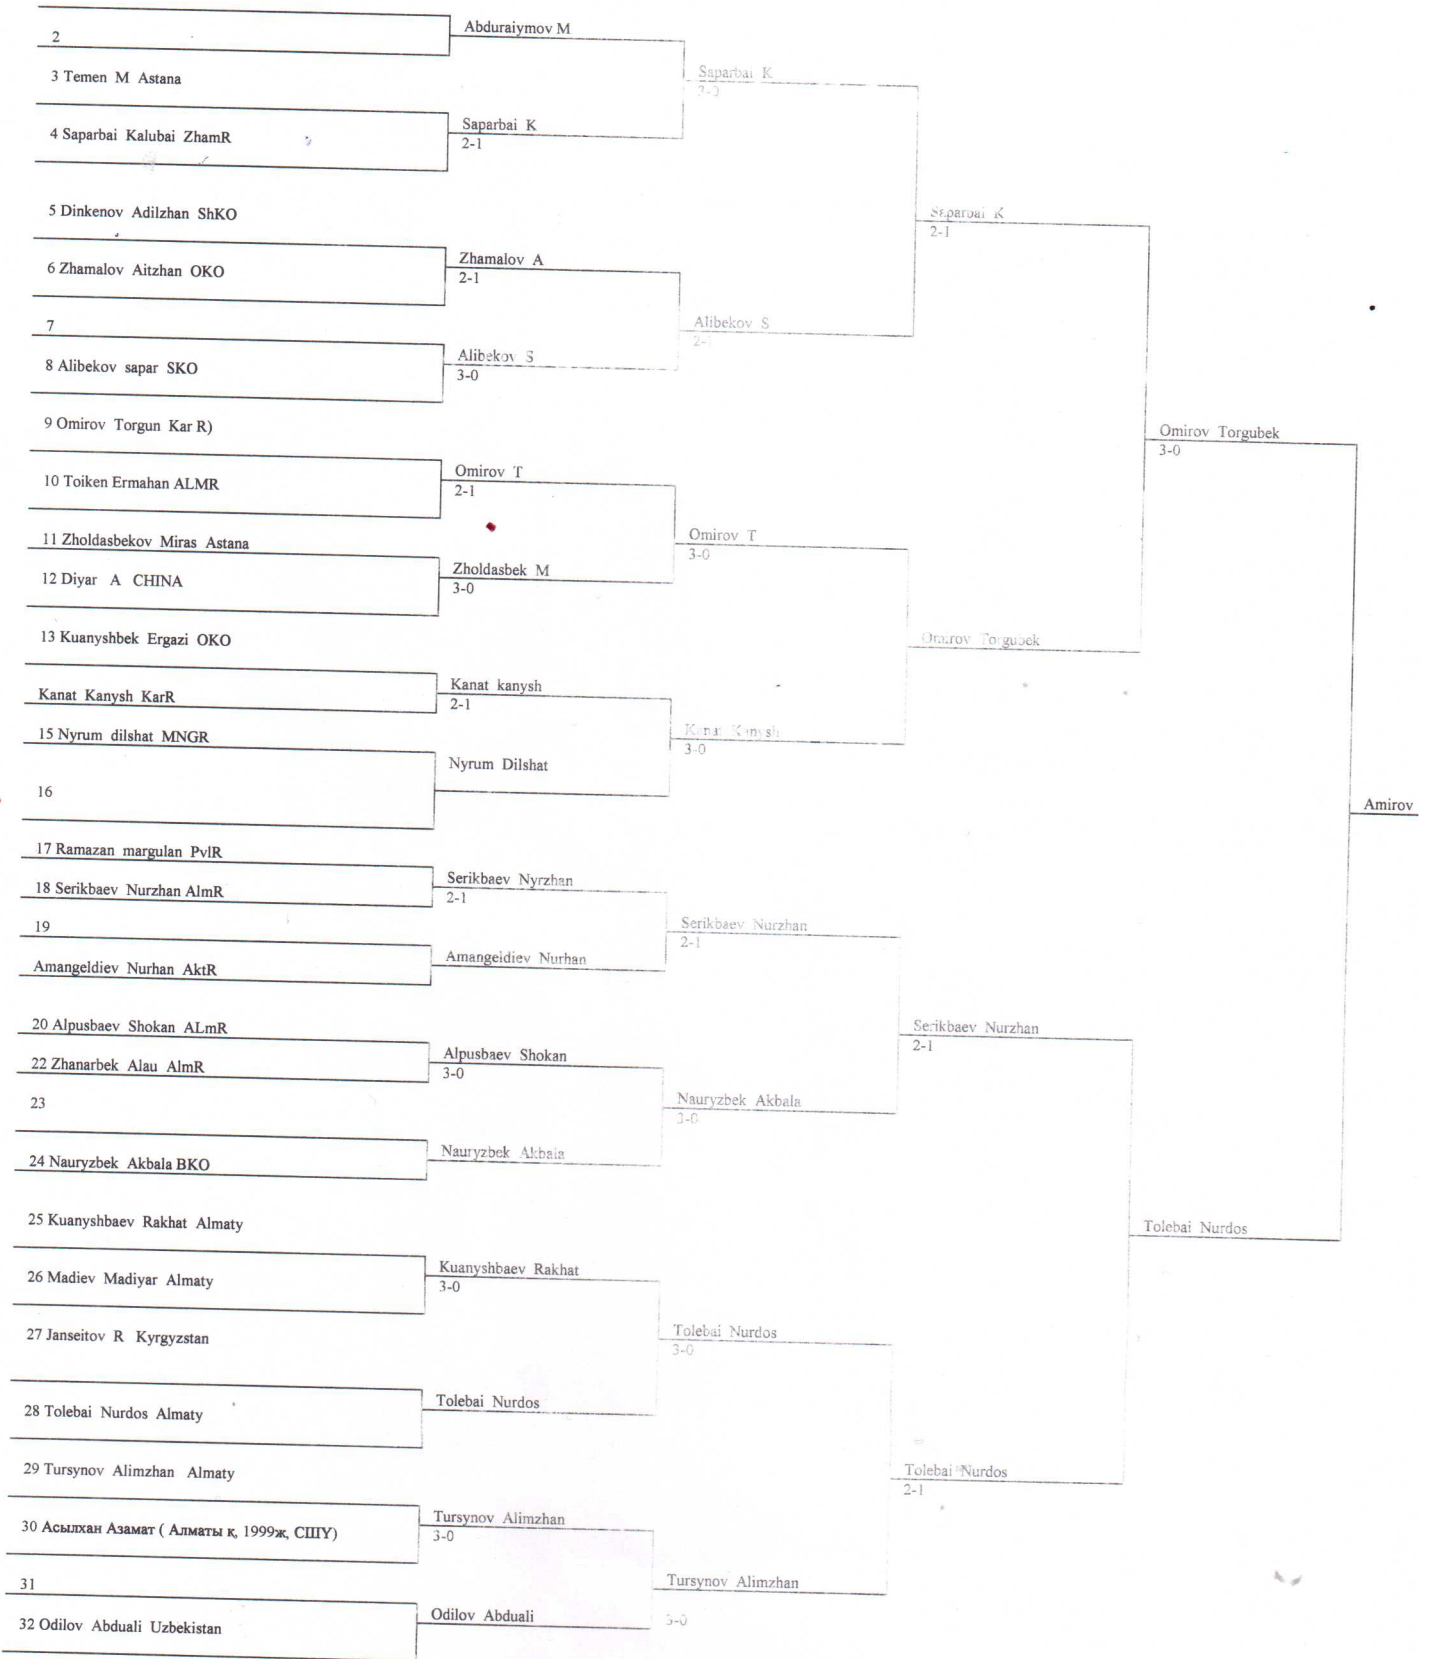 2
3 Temen M Astana
4 Saparbai Kalubai ZhamR
5 Dinkenov Adilzhan ShKO
6 Zhamalov Aitzhan OKO
7
8 Alibekov sapar SKO
9 Omirov Torgun Kar R)
10 Toiken Ermahan ALMR
11 Zholdasbekov Miras Astana
12 Diyar A CHINA
13 Kuanyshbek Ergazi OKO
Kanat Kanysh KarR
15 Nyrum dilshat MNGR
16
17 Ramazan margulan PvlR
18 Serikbaev Nurzhan AlmR
19
Amangeldiev Nurhan AktR
20 Alpusbaev Shokan ALmR
22 Zhanarbek Alau AlmR
23
24 Nauryzbek Akbala BKO
25 Kuanyshbaev Rakhat Almaty
26 Madiev Madiyar Almaty
27 Janseitov R Kyrgyzstan
28 Tolebai Nurdos Almaty
29 Tursynov Alimzhan Almaty
30 Асылхан Азамат ( Алматы қ, 1999ж, СШУ)
31
32 Odilov Abduali Uzbekistan
Abduraiymov M
Saparbai K
2-1
Zhamalov A
2-1
Alibekov S
3-0
Omirov T
2-1
Zholdasbek M
3-0
Kanat kanysh
2-1
Nyrum Dilshat
Serikbaev Nyrzhan
2-1
Amangeidiev Nurhan
Alpusbaev Shokan
3-0
Nauryzbek Akbala
Kuanyshbaev Rakhat
3-0
Tolebai Nurdos
Tursynov Alimzhan
3-0
Odilov Abduali
Saparbai K
Alibekov S
Omirov T
3-0
Kanat Kanysh
3-0
Serikbaev Nurzhan
2-1
Nauryzbek Akbala
3-0
Tolebai Nurdos
3-0
Tursynov Alimzhan
3-0
Saparbai K
2-1
Omirov Torgubek
Serikbaev Nurzhan
2-1
Tolebai Nurdos
2-1
Omirov Torgubek
3-0
Tolebai Nurdos
Amirov